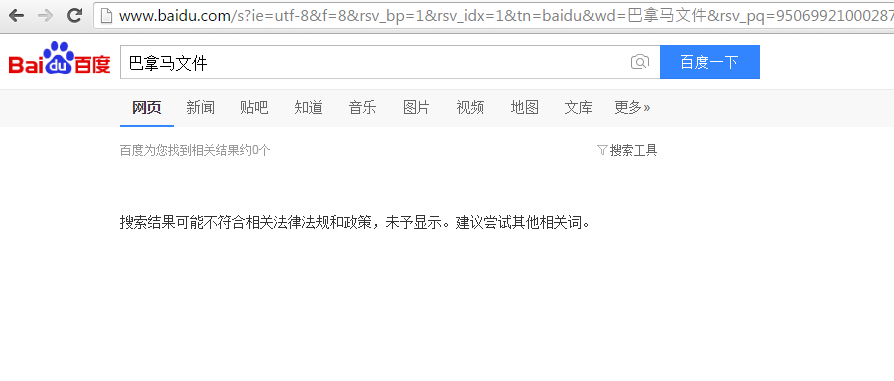 www.baidu.com/s?ie=utf-8&f=8&rsv_bp=1&rsv_idx=1&tn=baidu&wd=巴拿马文件&rsv_pq=95069921000287
Bai du 百度 巴拿马文件 百度一下
网页 新闻 贴吧 知道 音乐 图片 视频 地图 文库 更多»
百度为您找到相关结果约0个 搜索工具
搜索结果可能不符合相关法律法规和政策，未予显示。建议尝试其他相关词。